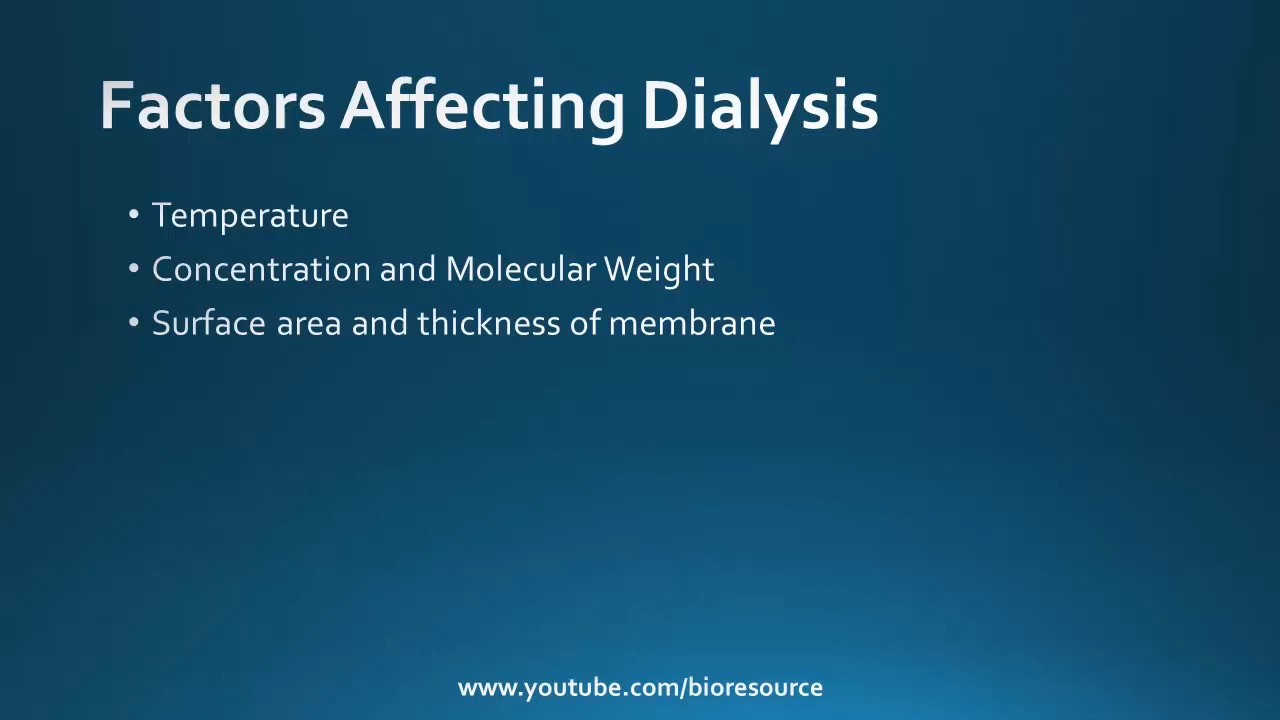 Factors Affecting Dialysis
• Temperature
• Concentration and Molecular Weight
• Surface area and thickness of membrane
www.youtube.com/bioresource